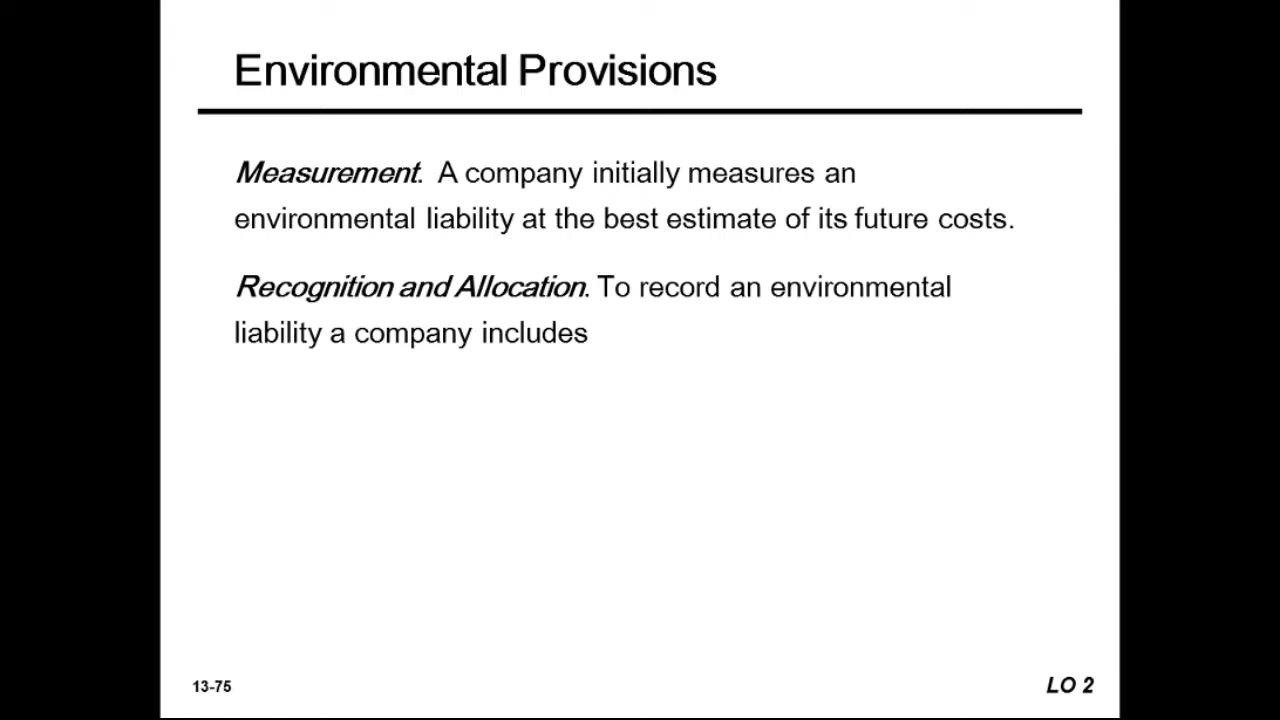 Environmental Provisions
Measurement. A company initially measures an
environmental liability at the best estimate of its future costs.
Recognition and Allocation. To record an environmental
liability a company includes
13-75
LO 2